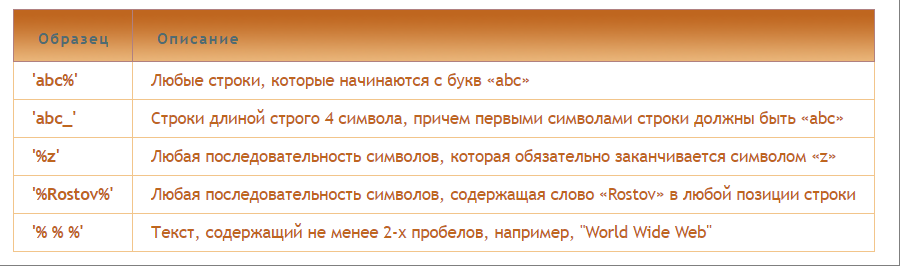 Образец Описание
'abc%' Любые строки, которые начинаются с букв «abc»
'abc_' Строки длиной строго 4 символа, причем первыми символами строки должны быть «abc»
'%z' Любая последовательность символов, которая обязательно заканчивается символом «z»
'%Rostov%' Любая последовательность символов, содержащая слово «Rostov» в любой позиции строки
'% % %' Текст, содержащий не менее 2-х пробелов, например, "World Wide Web"